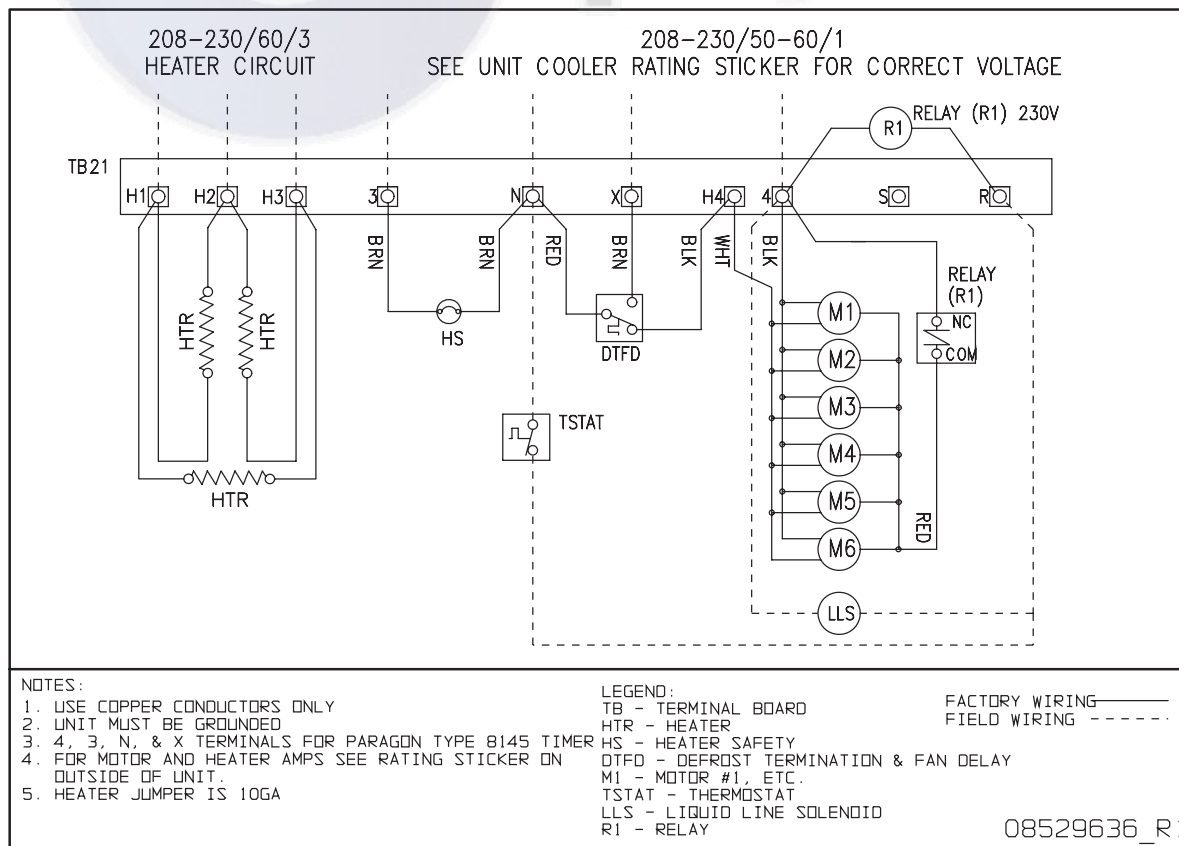 208-230/60/3
HEATER CIRCUIT
208-230/50-60/1
SEE UNIT COOLER RATING STICKER FOR CORRECT VOLTAGE
RELAY (R1) 230V
R1
TB21
H1
H2
H3
3
N
X
H4
4
S
R
BRN
BRN
RED
BRN
BLK
WHT
BLK
RELAY
(R1)
NC
COM
HTR
HTR
HTR
HS
DTFD
TSTAT
M1
M2
M3
M4
M5
M6
RED
LLS
NOTES:
1. USE COPPER CONDUCTORS ONLY
2. UNIT MUST BE GROUNDED
3. 4, 3, N, & X TERMINALS FOR PARAGON TYPE 8145 TIMER
4. FOR MOTOR AND HEATER AMPS SEE RATING STICKER ON
OUTSIDE OF UNIT.
5. HEATER JUMPER IS 10GA
LEGEND:
TB - TERMINAL BOARD
HTR - HEATER
HS - HEATER SAFETY
DTFD - DEFROST TERMINATION & FAN DELAY
M1 - MOTOR #1, ETC.
TSTAT - THERMOSTAT
LLS - LIQUID LINE SOLENOID
R1 - RELAY
FACTORY WIRING
FIELD WIRING